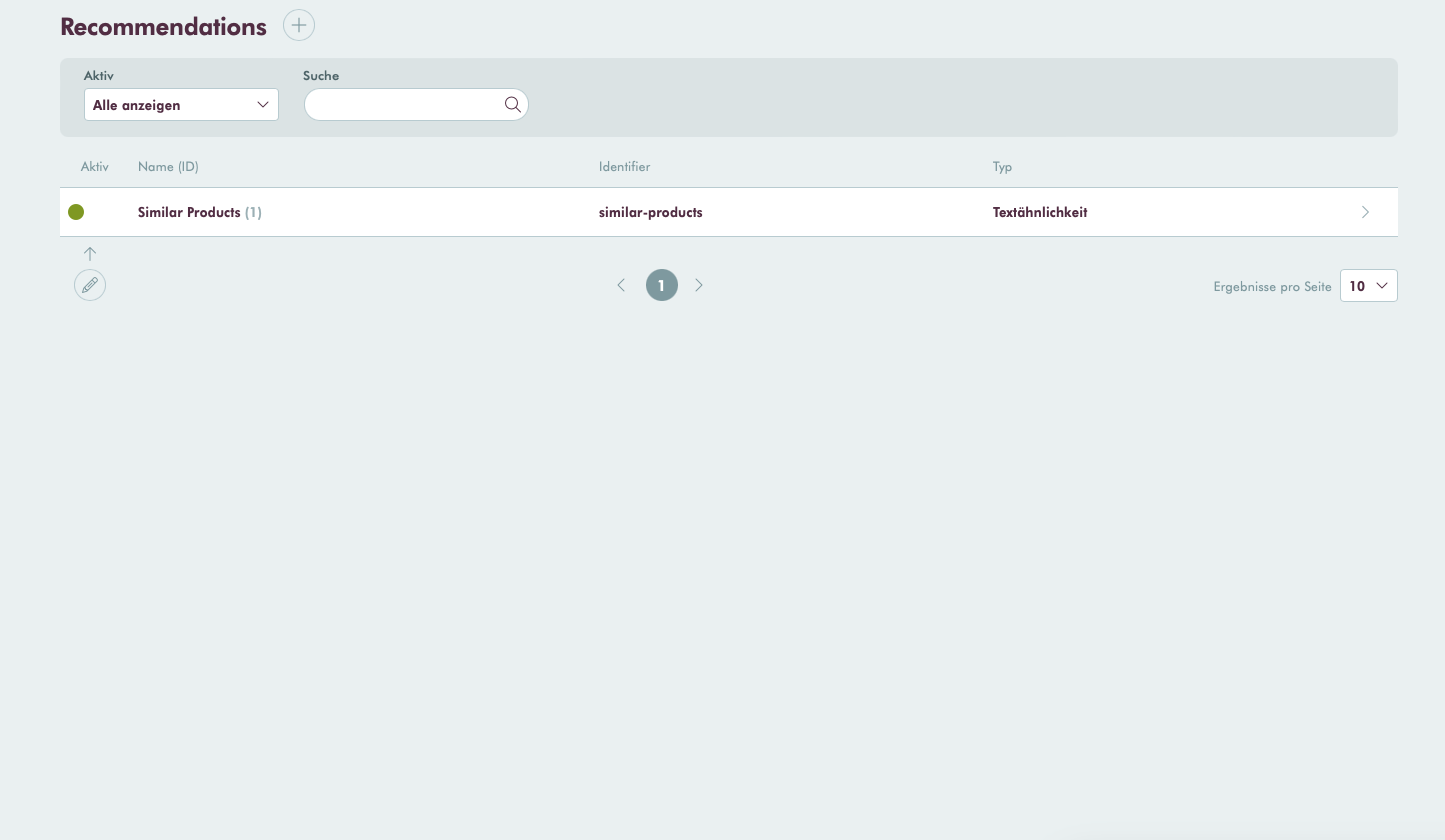 Recommendations
Aktiv Suche
Alle anzeigen
Aktiv Name (ID) Identifier Typ
Similar Products (1) similar-products Textähnlichkeit
1 Ergebnisse pro Seite 10